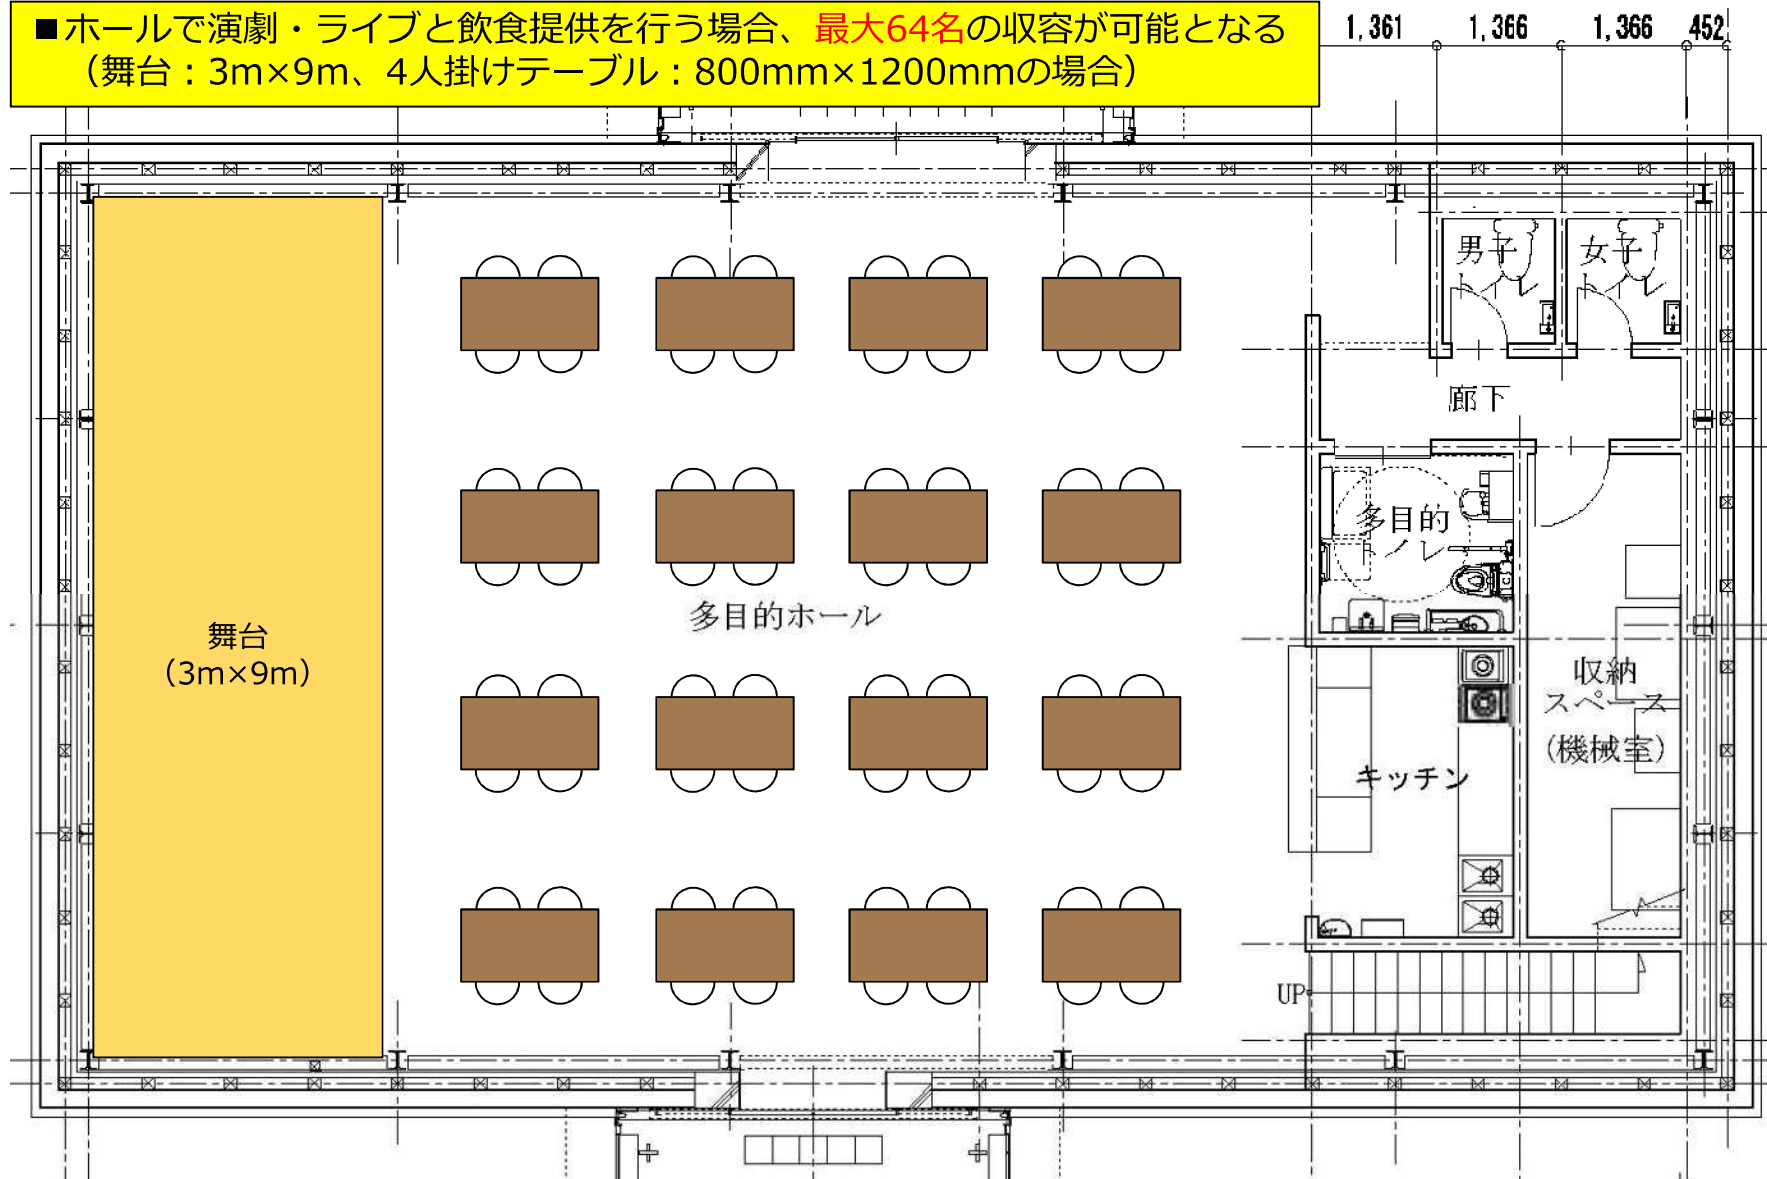 ■ホールで演劇・ライブと飲食提供を行う場合、最大64名の収容が可能となる
（舞台：3m×9m、4人掛けテーブル：800mm×1200mmの場合）
1,361 1,366 1,366 452
男子
トイレ
女子
トイレ
廊下
多目的
トイレ
多目的ホール
舞台
（3m×9m）
収納
スペース
（機械室）
キッチン
UP